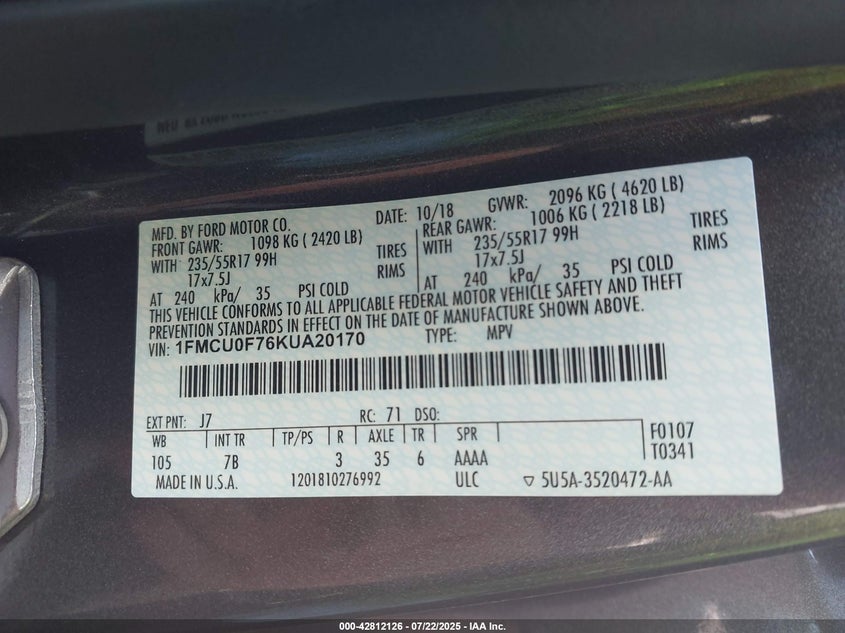 MFD. BY FORD MOTOR CO. DATE: 10/18 GVWR: 2096 KG ( 4620 LB)
FRONT GAWR: 1098 KG ( 2420 LB) REAR GAWR: 1006 KG ( 2218 LB)
WITH 235/55R17 99H TIRES WITH 235/55R17 99H TIRES
17x7.5J RIMS 17x7.5J RIMS
AT 240 kPa/ 35 PSI COLD AT 240 kPa/ 35 PSI COLD
THIS VEHICLE CONFORMS TO ALL APPLICABLE FEDERAL MOTOR VEHICLE SAFETY AND THEFT
PREVENTION STANDARDS IN EFFECT ON THE DATE OF MANUFACTURE SHOWN ABOVE.
VIN: 1FMCU0F76KUA20170 TYPE: MPV
EXT PNT: J7 RC: 71 DSO:
WB INT TR TP/PS R AXLE TR SPR F0107
105 7B 3 35 6 AAAA T0341
MADE IN U.S.A. 1201810276992 ULC ▽ 5U5A-3520472-AA
000-42812126 - 07/22/2025 - IAA Inc.